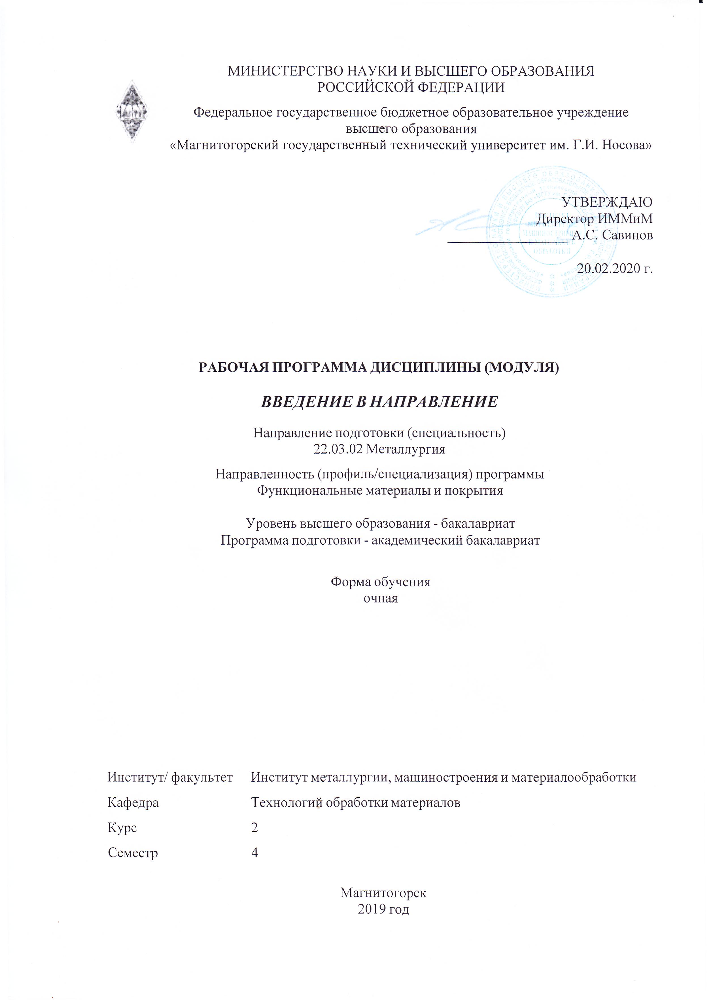 МИНИСТЕРСТВО НАУКИ И ВЫСШЕГО ОБРАЗОВАНИЯ
РОССИЙСКОЙ ФЕДЕРАЦИИ
Федеральное государственное бюджетное образовательное учреждение
высшего образования
«Магнитогорский государственный технический университет им. Г.И. Носова»
УТВЕРЖДАЮ
Директор ИММиМ
А.С. Савинов
20.02.2020 г.
РАБОЧАЯ ПРОГРАММА ДИСЦИПЛИНЫ (МОДУЛЯ)
ВВЕДЕНИЕ В НАПРАВЛЕНИЕ
Направление подготовки (специальность)
22.03.02 Металлургия
Направленность (профиль/специализация) программы
Функциональные материалы и покрытия
Уровень высшего образования - бакалавриат
Программа подготовки - академический бакалавриат
Форма обучения
очная
Институт/ факультет Институт металлургии, машиностроения и материалообработки
Кафедра Технологий обработки материалов
Курс 2
Семестр 4
Магнитогорск
2019 год